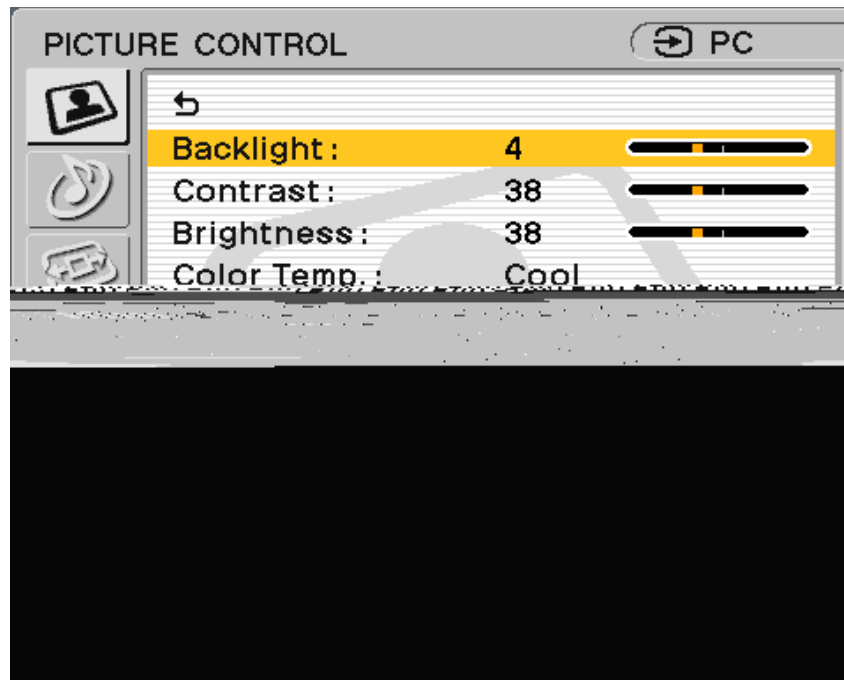 PICTURE CONTROL PC
Backlight: 4
Contrast: 38
Brightness: 38
Color Temp.: Cool